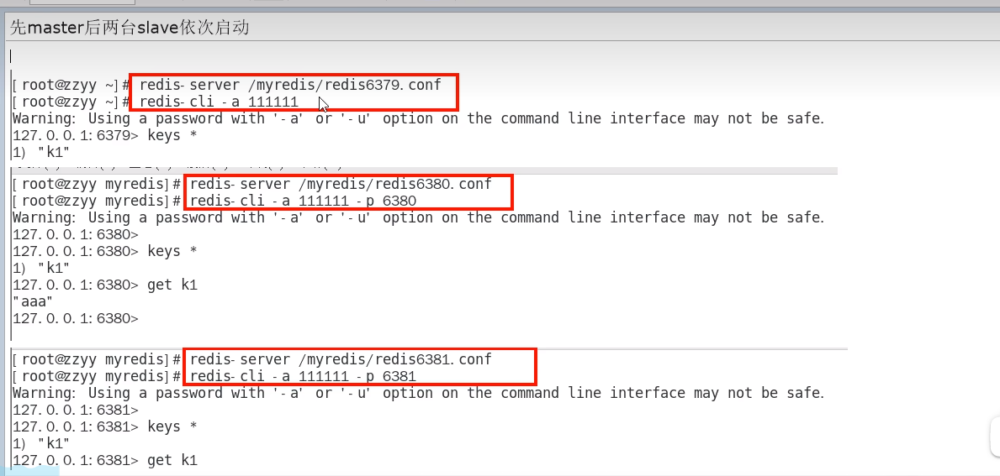 先master后两台slave依次启动
[root@zzyy ~]# redis-server /myredis/redis6379.conf
[root@zzyy ~]# redis-cli -a 111111
Warning: Using a password with '-a' or '-u' option on the command line interface may not be safe.
127.0.0.1:6379> keys *
1) "k1"
[root@zzyy myredis]# redis-server /myredis/redis6380.conf
[root@zzyy myredis]# redis-cli -a 111111 -p 6380
Warning: Using a password with '-a' or '-u' option on the command line interface may not be safe.
127.0.0.1:6380>
127.0.0.1:6380> keys *
1) "k1"
127.0.0.1:6380> get k1
"aaa"
127.0.0.1:6380>
[root@zzyy myredis]# redis-server /myredis/redis6381.conf
[root@zzyy myredis]# redis-cli -a 111111 -p 6381
Warning: Using a password with '-a' or '-u' option on the command line interface may not be safe.
127.0.0.1:6381>
127.0.0.1:6381> keys *
1) "k1"
127.0.0.1:6381> get k1